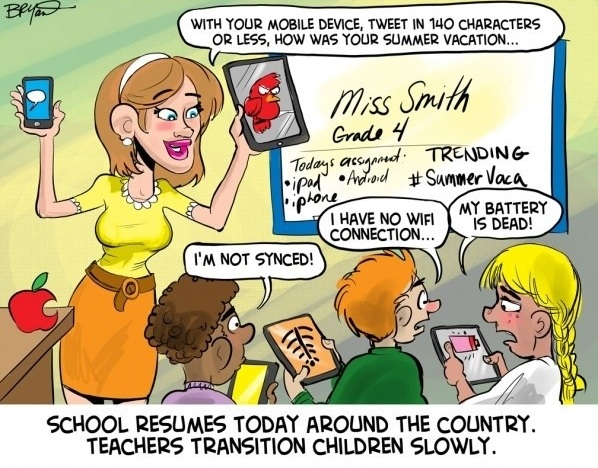 BRYAN
WITH YOUR MOBILE DEVICE, TWEET IN 140 CHARACTERS
OR LESS, HOW WAS YOUR SUMMER VACATION...
Miss Smith
Grade 4
Todays assignment.
•ipad •Android
•iphone
TRENDING
#SummerVaca
I'M NOT SYNCED!
I HAVE NO WIFI
CONNECTION...
MY BATTERY
IS DEAD!
SCHOOL RESUMES TODAY AROUND THE COUNTRY.
TEACHERS TRANSITION CHILDREN SLOWLY.